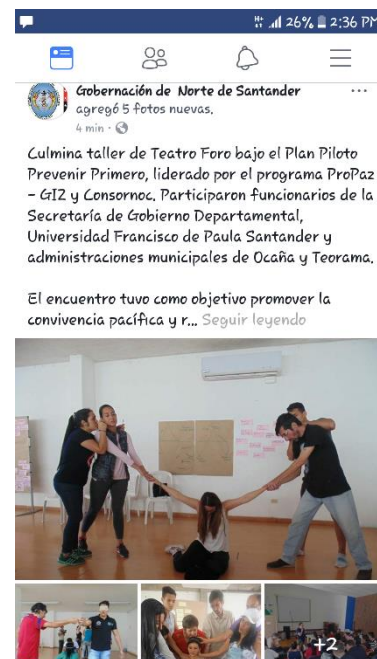 26% 2:36 PM
Gobernación de Norte de Santander
agregó 5 fotos nuevas.
4 min ·
Culmina taller de Teatro Foro bajo el Plan Piloto
Prevenir Primero, liderado por el programa ProPaz
- GIZ y Consornoc. Participaron funcionarios de la
Secretaría de Gobierno Departamental,
Universidad Francisco de Paula Santander y
administraciones municipales de Ocaña y Teorama.
El encuentro tuvo como objetivo promover la
convivencia pacífica y r... Seguir leyendo
+2